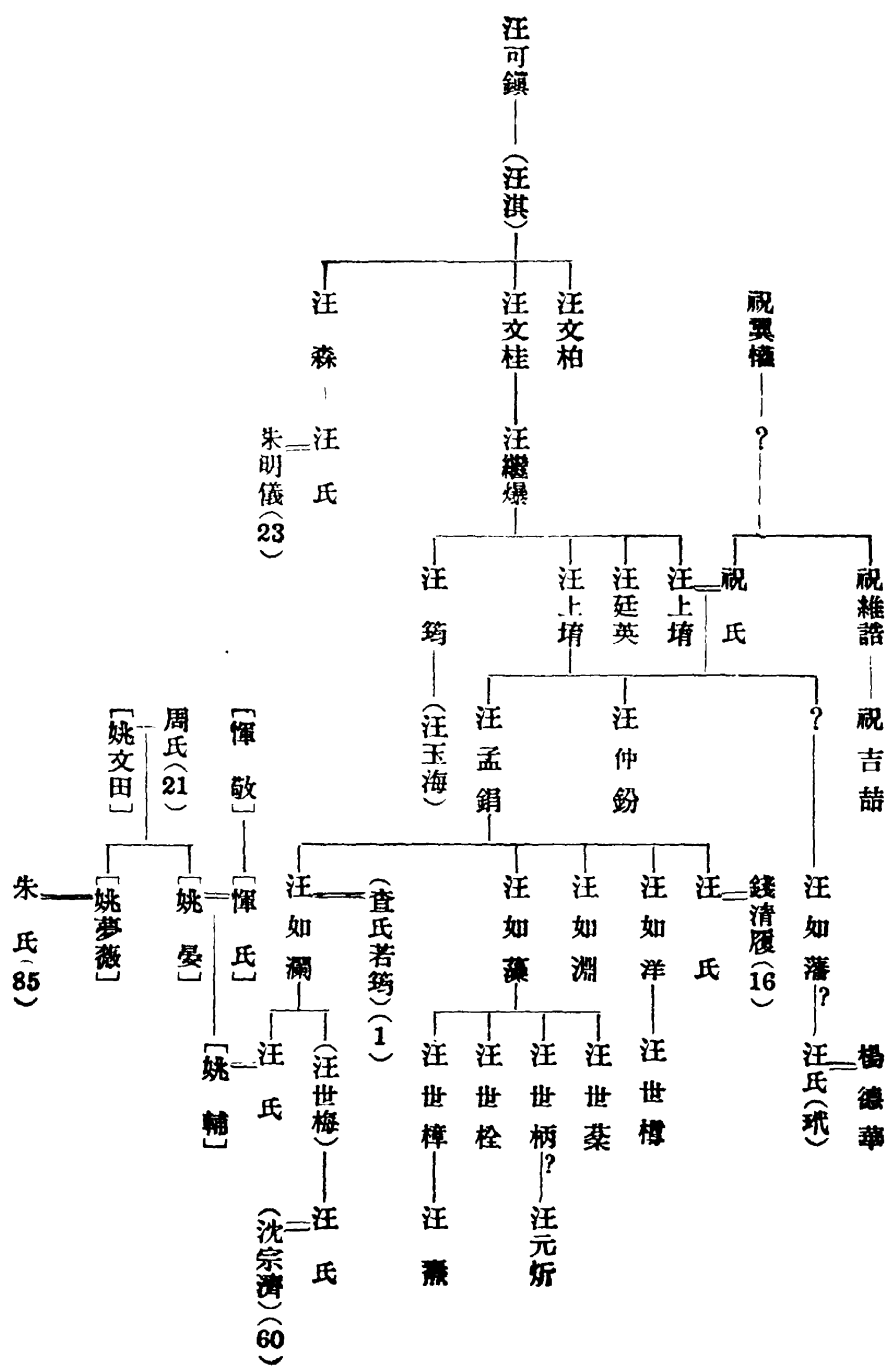 汪可鎮
(汪淇)
汪文柏
汪文桂
汪森
祝翼
?
汪氏
朱明儀(23)
汪繼爆
祝維誥
祝氏
汪上堉
汪廷英
汪上堉
汪筠
祝吉喆
?
汪仲鈖
汪孟鋗
(汪玉海)
[惲敬]
周氏(21)
[姚文田]
汪如藩?
錢清履(16)
汪氏
汪如洋
汪如淵
汪如藻
(查氏若筠)(1)
汪如瀾
[惲氏]
[姚晏]
[姚夢薇]
朱氏(85)
楊德華
汪氏(玳)
汪世樽
汪世
汪世柄?
汪世栓
汪世樟
(汪世梅)
汪氏
[姚輔]
汪元炘
汪
汪氏
(沈宗濟)(60)